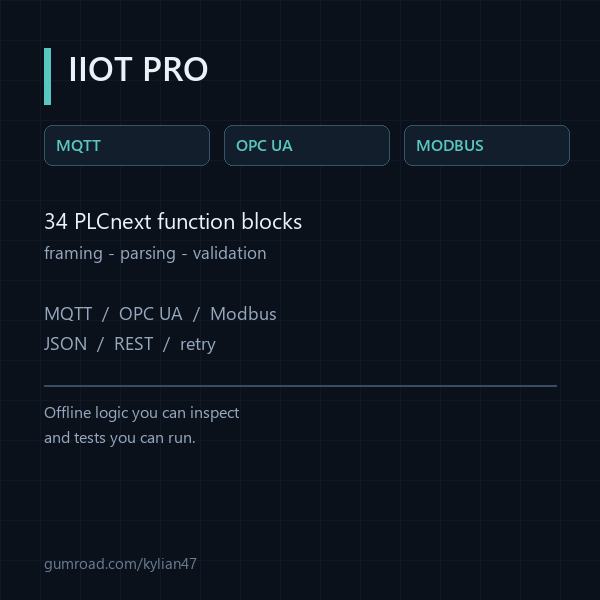 IIOT PRO
MQTT
OPC UA
MODBUS
34 PLCnext function blocks
framing - parsing - validation
MQTT / OPC UA / Modbus
JSON / REST / retry
Offline logic you can inspect
and tests you can run.
gumroad.com/kylian47